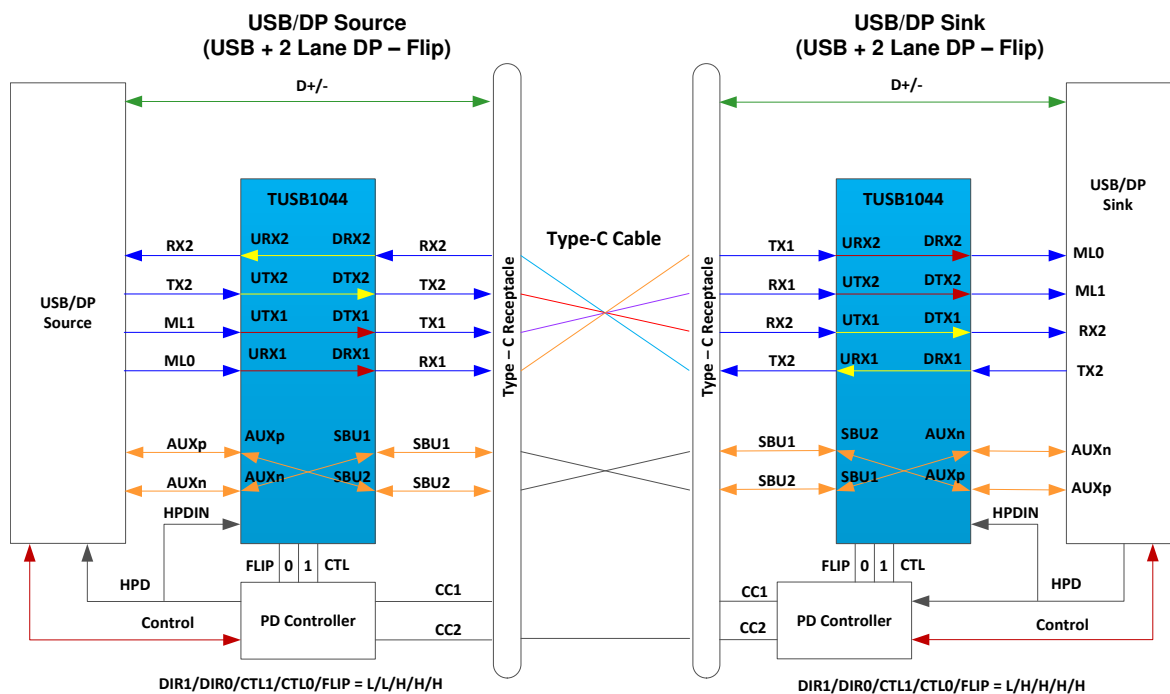 USB/DP Source
(USB + 2 Lane DP – Flip)
USB/DP Sink
(USB + 2 Lane DP – Flip)
D+/-
D+/-
TUSB1044
TUSB1044
USB/DP
Sink
Type-C Cable
RX2
URX2
DRX2
RX2
TX1
URX2
DRX2
ML0
TX2
UTX2
DTX2
TX2
RX1
UTX2
DTX2
ML1
USB/DP
Source
ML1
UTX1
DTX1
TX1
RX2
UTX1
DTX1
RX2
ML0
URX1
DRX1
RX1
TX2
URX1
DRX1
TX2
Type – C Receptacle
Type – C Receptacle
AUXp
AUXp
SBU1
SBU1
SBU1
SBU2
AUXn
AUXn
AUXn
AUXn
SBU2
SBU2
SBU2
SBU1
AUXp
AUXp
HPDIN
HPDIN
FLIP
0
1
CTL
FLIP
0
1
CTL
HPD
PD Controller
CC1
CC1
PD Controller
HPD
Control
CC2
CC2
Control
DIR1/DIR0/CTL1/CTL0/FLIP = L/L/H/H/H
DIR1/DIR0/CTL1/CTL0/FLIP = L/H/H/H/H